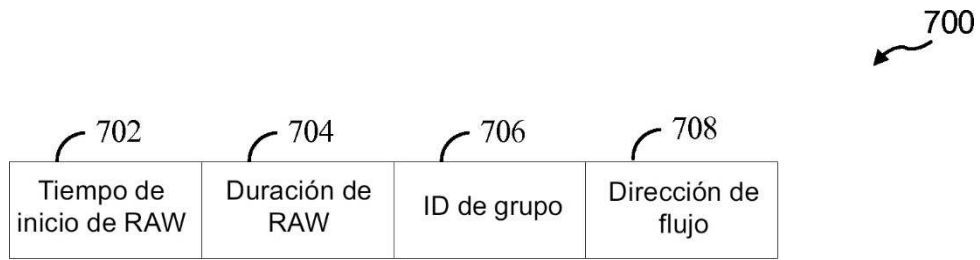 700
702
704
706
708
Tiempo de
inicio de RAW
Duración de
RAW
ID de grupo
Dirección de
flujo